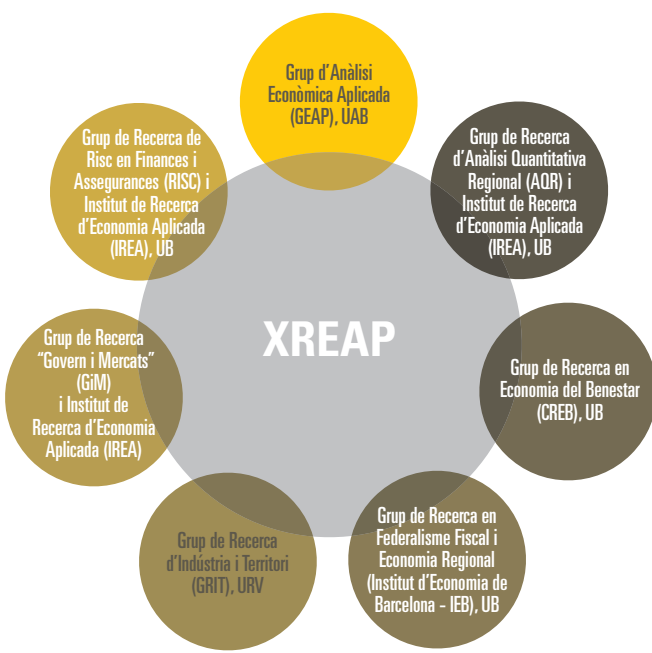 Grup d'Anàlisi
Econòmica Aplicada
(GEAP), UAB
Grup de Recerca
d'Anàlisi Quantitativa
Regional (AQR) i
Institut de Recerca
d'Economia Aplicada
(IREA), UB
Grup de Recerca en
Economia del Benestar
(CREB), UB
Grup de Recerca en
Federalisme Fiscal i
Economia Regional
(Institut d'Economia de
Barcelona - IEB), UB
Grup de Recerca
d'Indústria i Territori
(GRIT), URV
Grup de Recerca
“Govern i Mercats”
(GiM)
i Institut de
Recerca d'Economia
Aplicada (IREA)
Grup de Recerca de
Risc en Finances i
Assegurances (RISC) i
Institut de Recerca
d'Economia Aplicada
(IREA), UB
XREAP